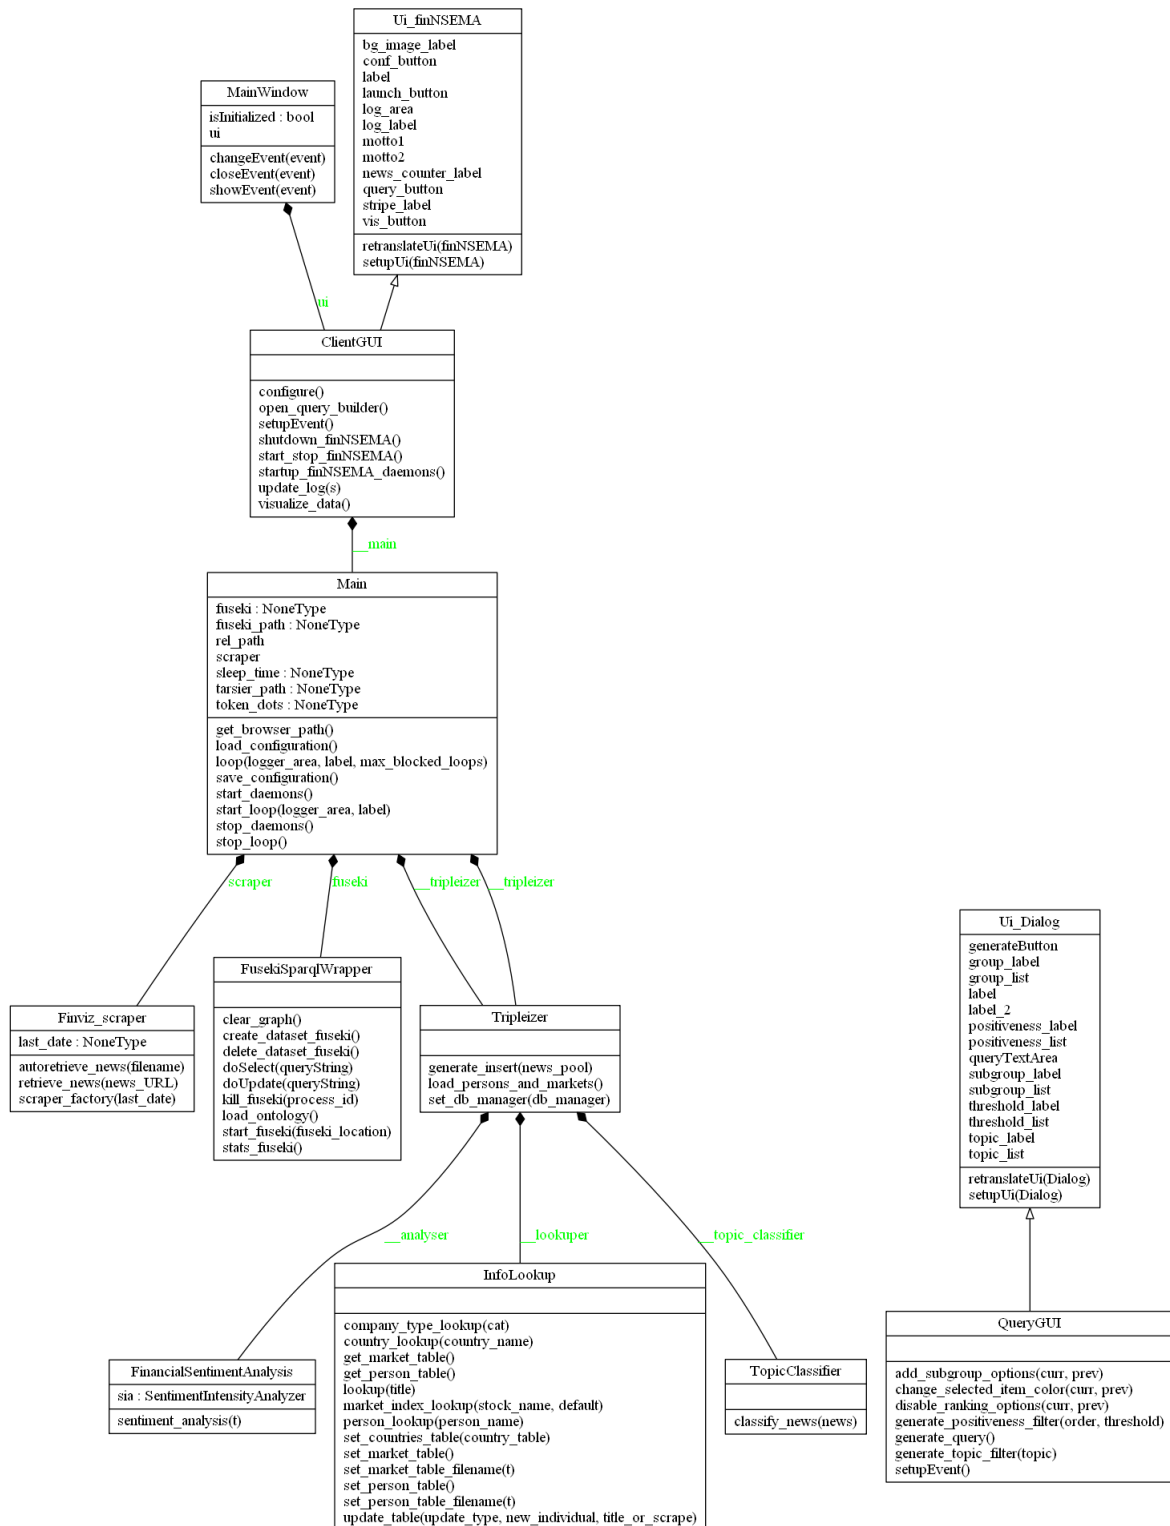 Ui_finNSEMA
bg_image_label
conf_button
label
launch_button
log_area
log_label
motto1
motto2
news_counter_label
query_button
stripe_label
vis_button
retranslateUi(finNSEMA)
setupUi(finNSEMA)
MainWindow
isInitialized : bool
ui
changeEvent(event)
closeEvent(event)
showEvent(event)
ui
ClientGUI
configure()
open_query_builder()
setupEvent()
shutdown_finNSEMA()
start_stop_finNSEMA()
startup_finNSEMA_daemons()
update_log(s)
visualize_data()
__main
Main
fuseki : NoneType
fuseki_path : NoneType
rel_path
scraper
sleep_time : NoneType
tarsier_path : NoneType
token_dots : NoneType
get_browser_path()
load_configuration()
loop(logger_area, label, max_blocked_loops)
save_configuration()
start_daemons()
start_loop(logger_area, label)
stop_daemons()
stop_loop()
scraper
fuseki
__tripleizer
__tripleizer
Finviz_scraper
last_date : NoneType
autoretrieve_news(filename)
retrieve_news(news_URL)
scraper_factory(last_date)
FusekiSparqlWrapper
clear_graph()
create_dataset_fuseki()
delete_dataset_fuseki()
doSelect(queryString)
doUpdate(queryString)
kill_fuseki(process_id)
load_ontology()
start_fuseki(fuseki_location)
stats_fuseki()
Tripleizer
generate_insert(news_pool)
load_persons_and_markets()
set_db_manager(db_manager)
Ui_Dialog
generateButton
group_label
group_list
label
label_2
positiveness_label
positiveness_list
queryTextArea
subgroup_label
subgroup_list
threshold_label
threshold_list
topic_label
topic_list
retranslateUi(Dialog)
setupUi(Dialog)
__analyser
__lookuper
__topic_classifier
FinancialSentimentAnalysis
sia : SentimentIntensityAnalyzer
sentiment_analysis(t)
InfoLookup
company_type_lookup(cat)
country_lookup(country_name)
get_market_table()
get_person_table()
lookup(title)
market_index_lookup(stock_name, default)
person_lookup(person_name)
set_countries_table(country_table)
set_market_table()
set_market_table_filename(t)
set_person_table()
set_person_table_filename(t)
update_table(update_type, new_individual, title_or_scrape)
TopicClassifier
classify_news(news)
QueryGUI
add_subgroup_options(curr, prev)
change_selected_item_color(curr, prev)
disable_ranking_options(curr, prev)
generate_positiveness_filter(order, threshold)
generate_query()
generate_topic_filter(topic)
setupEvent()